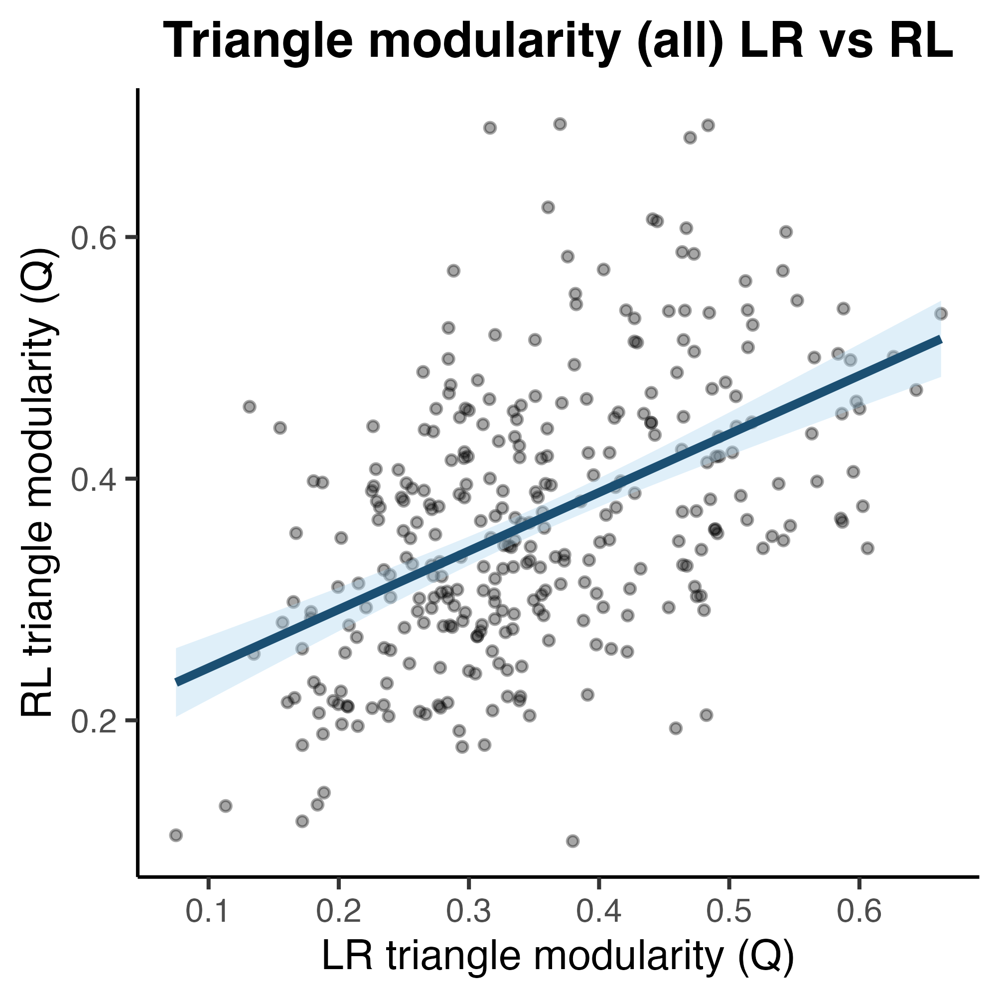 Triangle modularity (all) LR vs RL
RL triangle modularity (Q)
0.6
0.4
0.2
0.1 0.2 0.3 0.4 0.5 0.6
LR triangle modularity (Q)